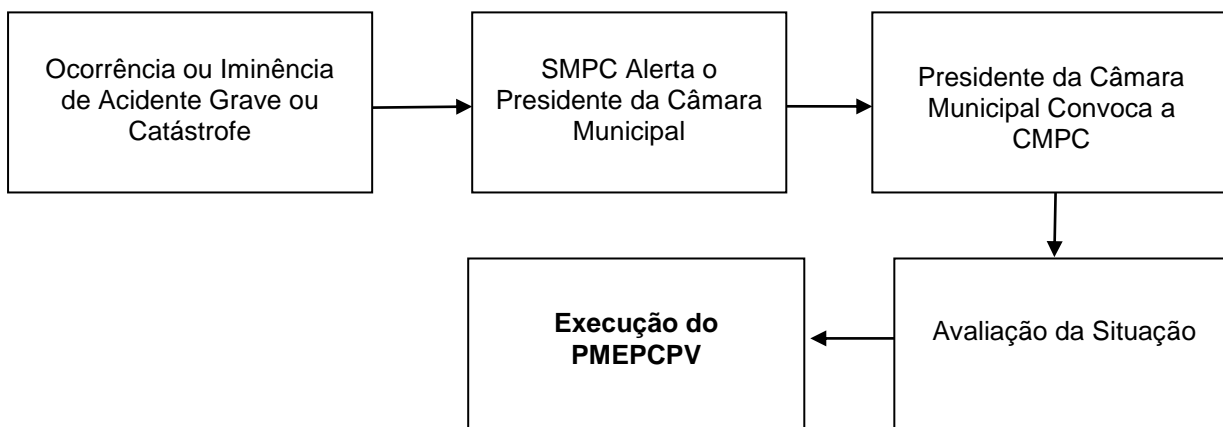 Ocorrência ou Iminência
de Acidente Grave ou
Catástrofe
SMPC Alerta o
Presidente da Câmara
Municipal
Presidente da Câmara
Municipal Convoca a
CMPC
Avaliação da Situação
Execução do
PMEPCPV